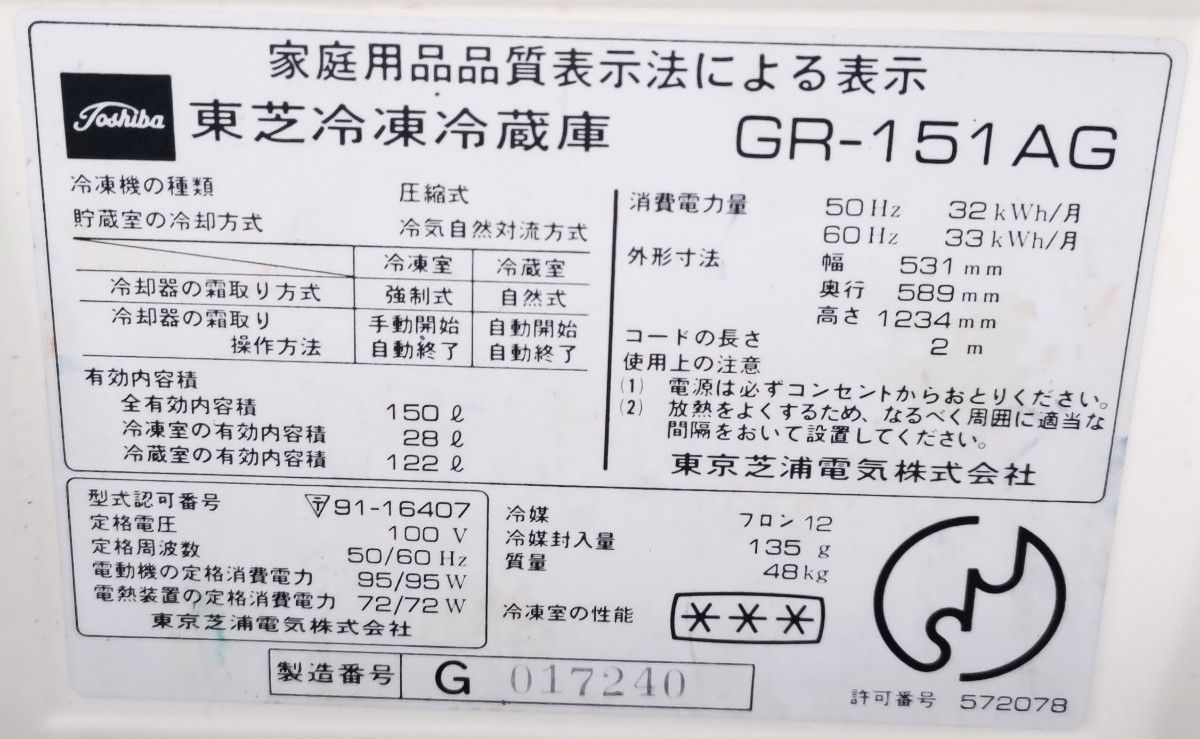 家庭用品品質表示法による表示
Toshiba
東芝冷凍冷蔵庫 GR-151AG
冷凍機の種類 圧縮式
貯蔵室の冷却方式 冷気自然対流方式
冷凍室 冷蔵室
冷却器の霜取り方式 強制式 自然式
冷却器の霜取り 手動開始 自動開始
操作方法 自動終了 自動終了
有効内容積
全有効内容積 150ℓ
冷凍室の有効内容積 28ℓ
冷蔵室の有効内容積 122ℓ
消費電力量 50Hz 32kWh/月
60Hz 33kWh/月
外形寸法 幅 531mm
奥行 589mm
高さ 1234mm
コードの長さ 2m
使用上の注意
(1) 電源は必ずコンセントからおとりください。
(2) 放熱をよくするため、なるべく周囲に適当な
間隔をおいて設置してください。
東京芝浦電気株式会社
型式認可番号 〒91-16407
定格電圧 100V
定格周波数 50/60Hz
電動機の定格消費電力 95/95W
電熱装置の定格消費電力 72/72W
東京芝浦電気株式会社
冷媒 フロン12
冷媒封入量 135g
質量 48kg
冷凍室の性能 ***
許可番号 572078
製造番号 G 017240